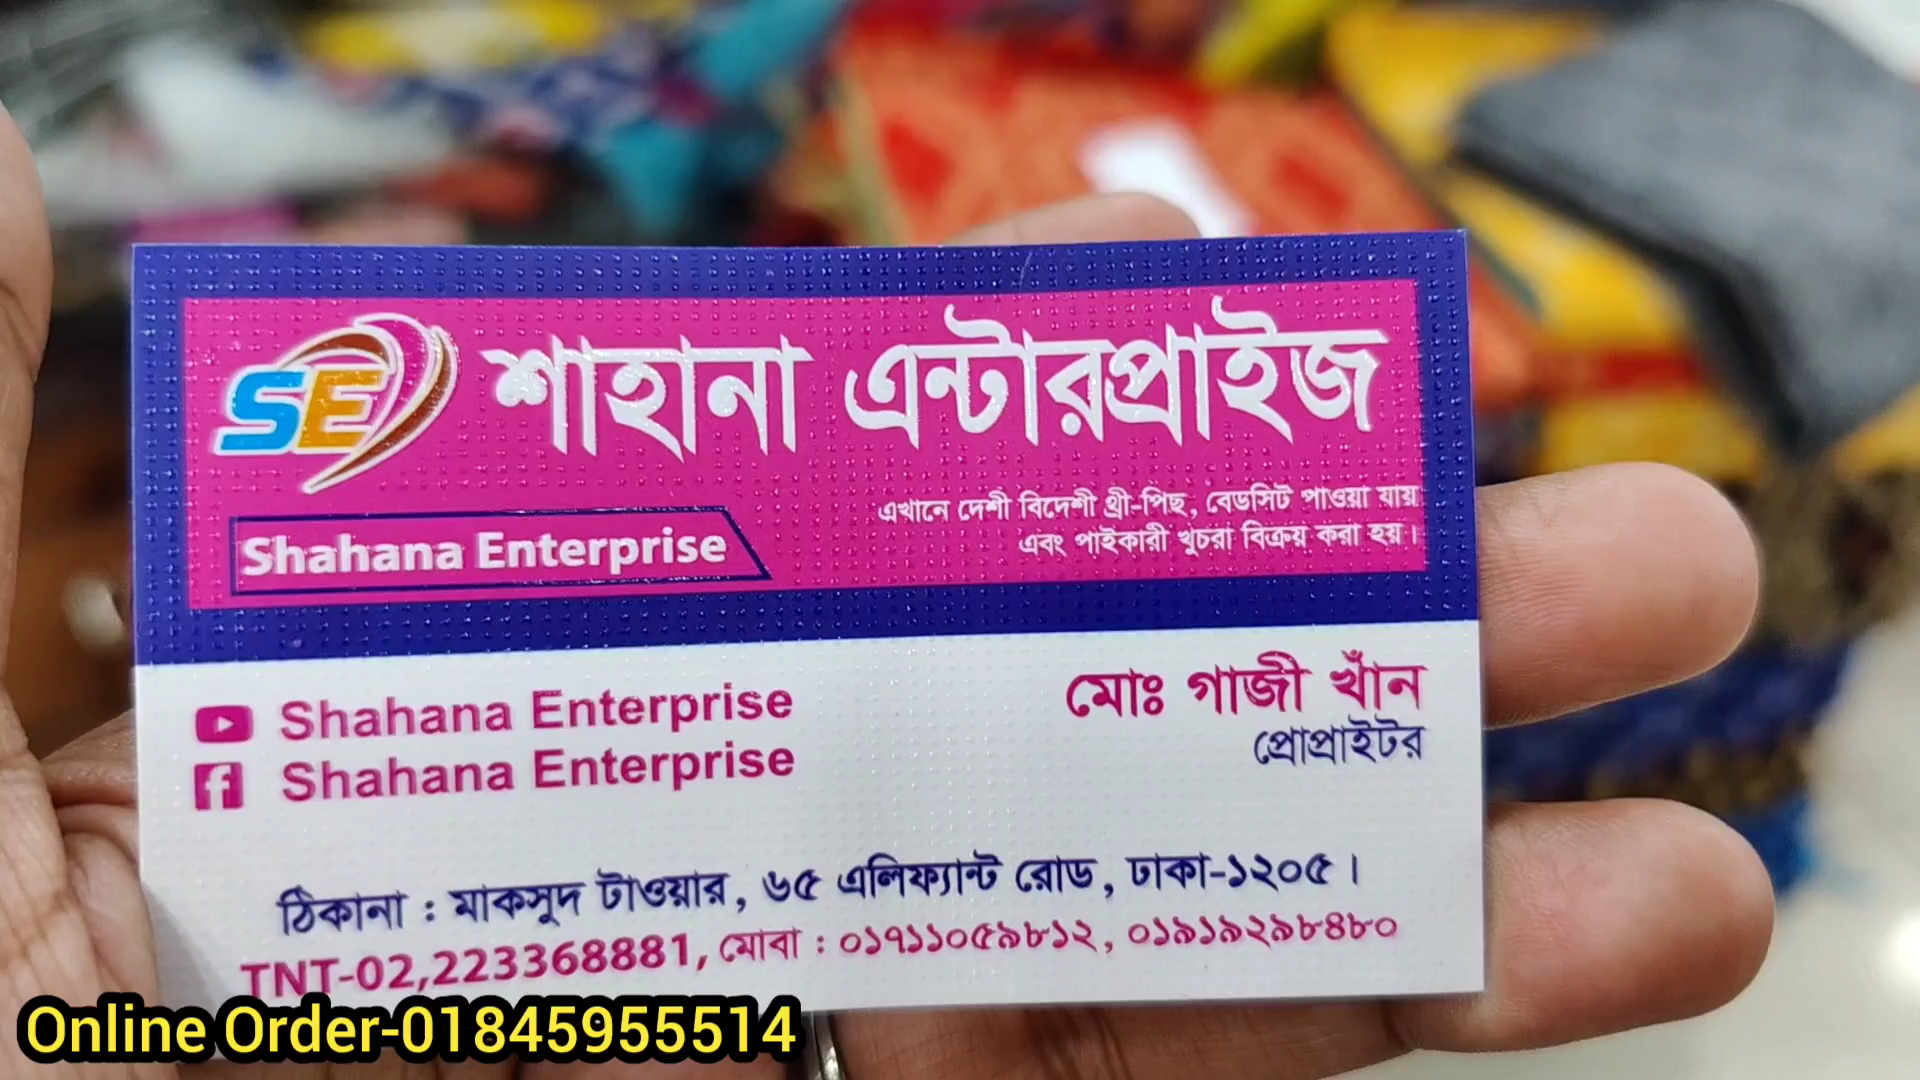 SE শাহানা এন্টারপ্রাইজ
Shahana Enterprise
এখানে দেশী বিদেশী থ্রী-পিছ, বেডসিট পাওয়া যায়
এবং পাইকারী খুচরা বিক্রয় করা হয়।
Shahana Enterprise
Shahana Enterprise
মোঃ গাজী খাঁন
প্রোপ্রাইটর
ঠিকানা : মাকসুদ টাওয়ার, ৬৫ এলিফ্যান্ট রোড, ঢাকা-১২০৫।
TNT-02,223368881, মোবা : ০১৭১১০৫৯৮১২, ০১৯১৯২৯৮৪৮০
Online Order-01845955514